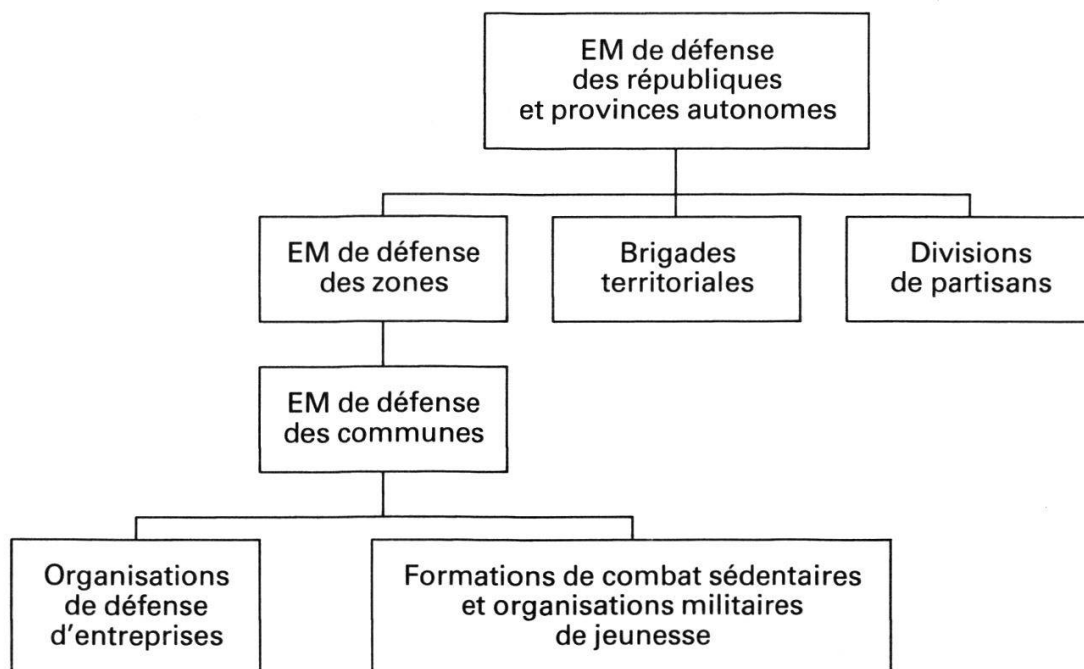 EM de défense
des républiques
et provinces autonomes
EM de défense
des zones
Brigades
territoriales
Divisions
de partisans
EM de défense
des communes
Organisations
de défense
d'entreprises
Formations de combat sédentaires
et organisations militaires
de jeunesse